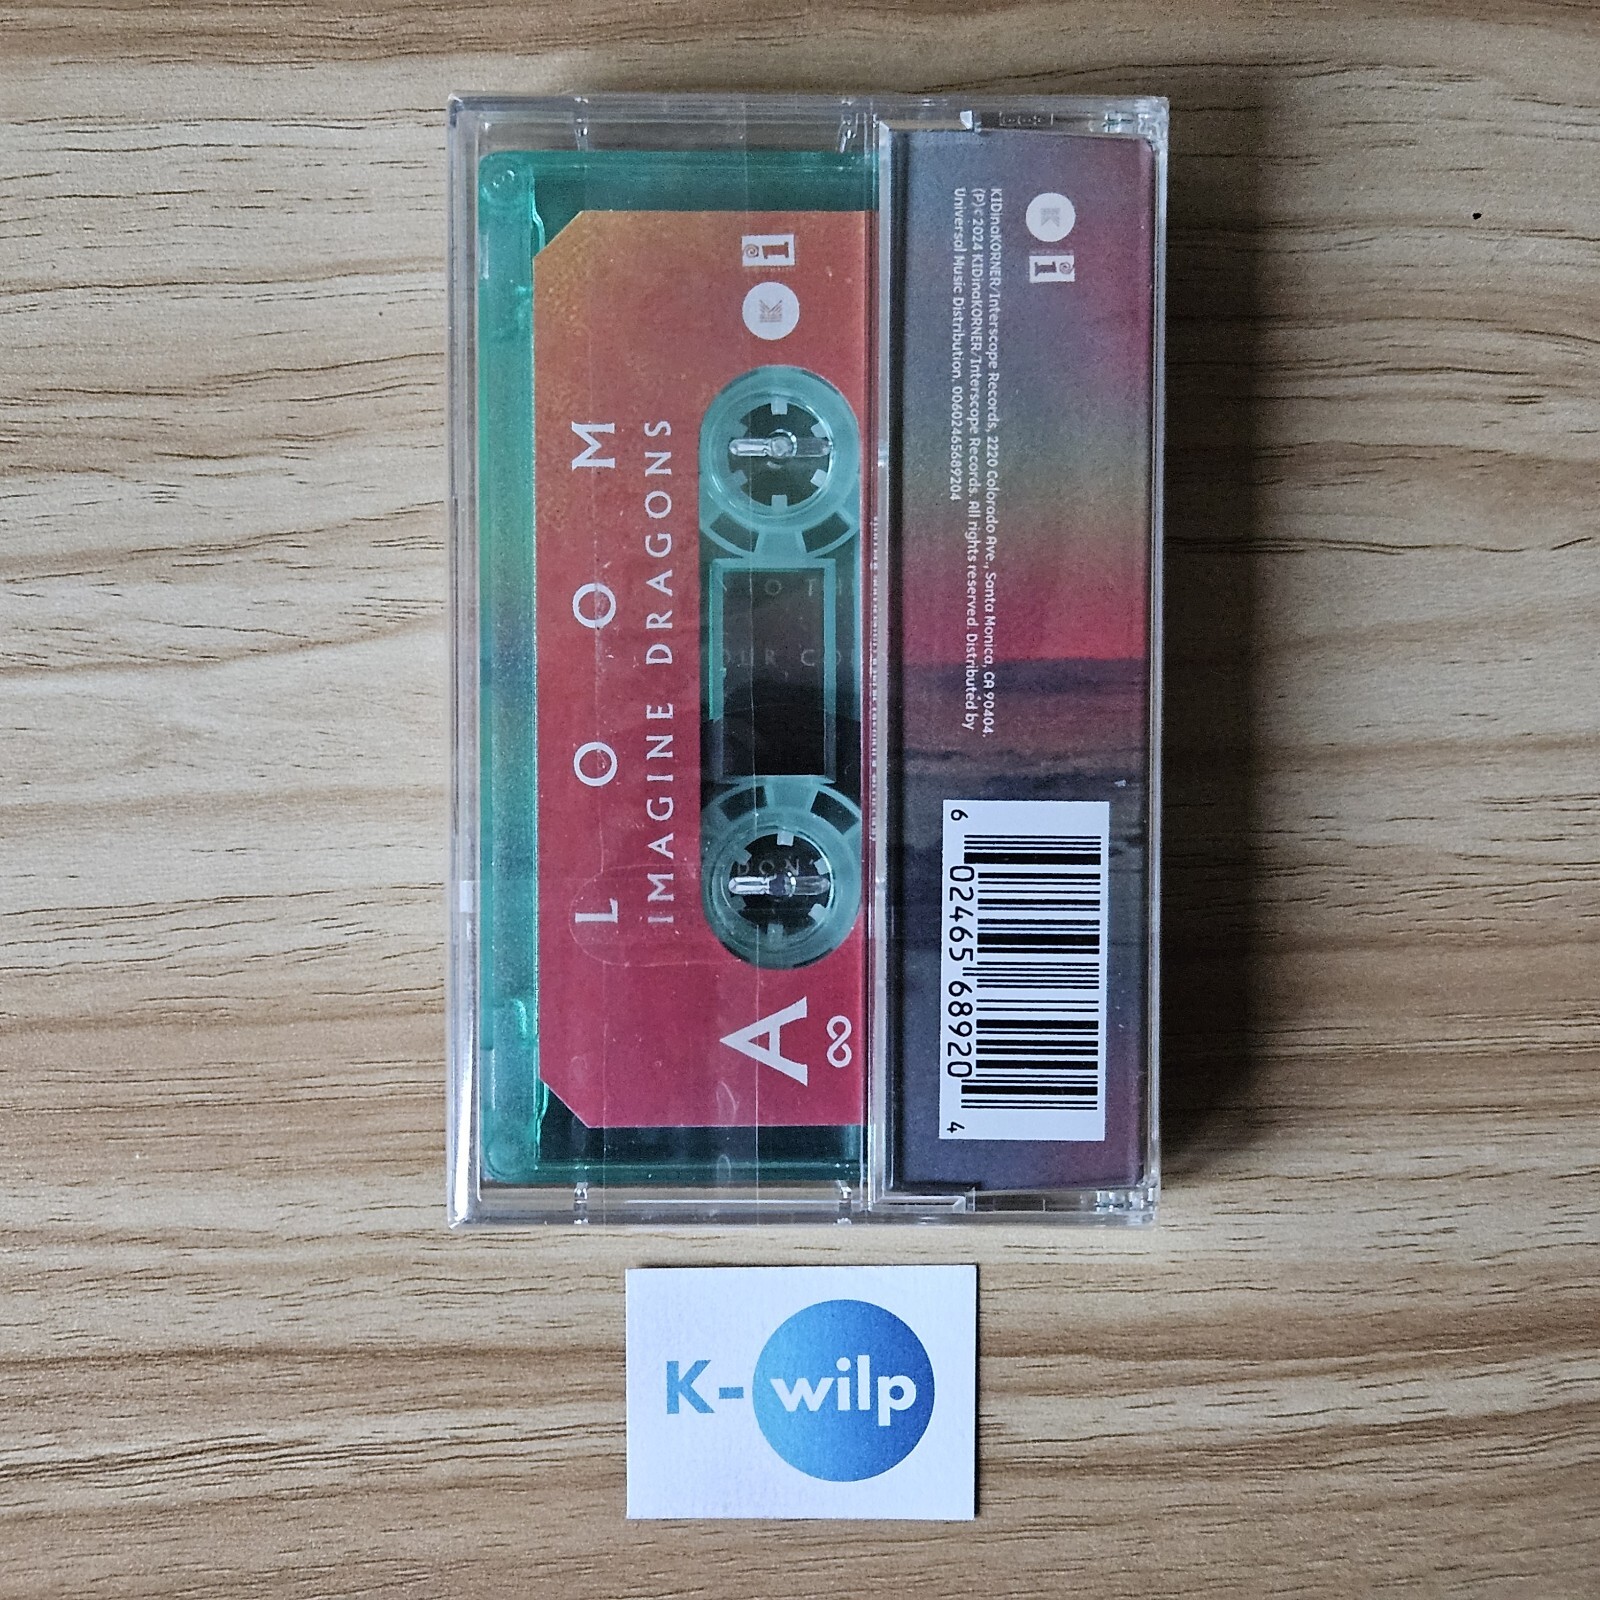 LOOM
IMAGINE DRAGONS
K
i
A
∞
K
i
KIDinaKORNER/Interscope Records, 2220 Colorado Ave., Santa Monica, CA 90404.
(P)© 2024 KIDinaKORNER/Interscope Records. All rights reserved. Distributed by
Universal Music Distribution. 00602465689204
6 02465 68920 4
K-wilp